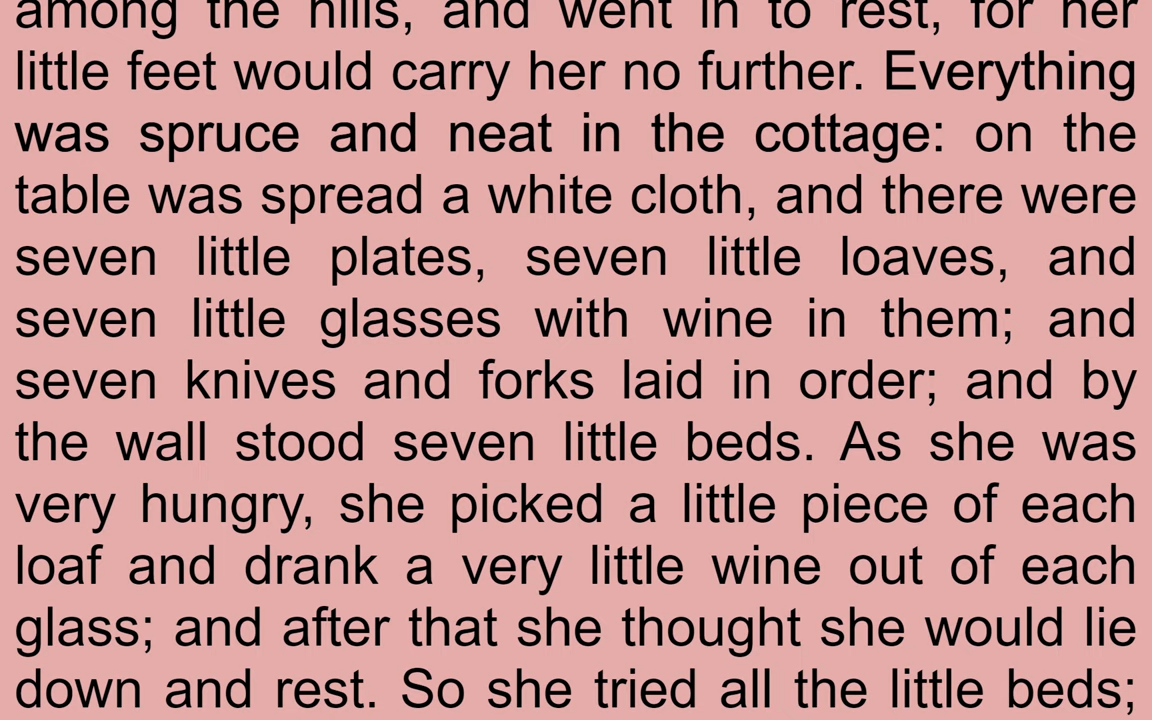 among the hills, and went in to rest, for her
little feet would carry her no further. Everything
was spruce and neat in the cottage: on the
table was spread a white cloth, and there were
seven little plates, seven little loaves, and
seven little glasses with wine in them; and
seven knives and forks laid in order; and by
the wall stood seven little beds. As she was
very hungry, she picked a little piece of each
loaf and drank a very little wine out of each
glass; and after that she thought she would lie
down and rest. So she tried all the little beds;